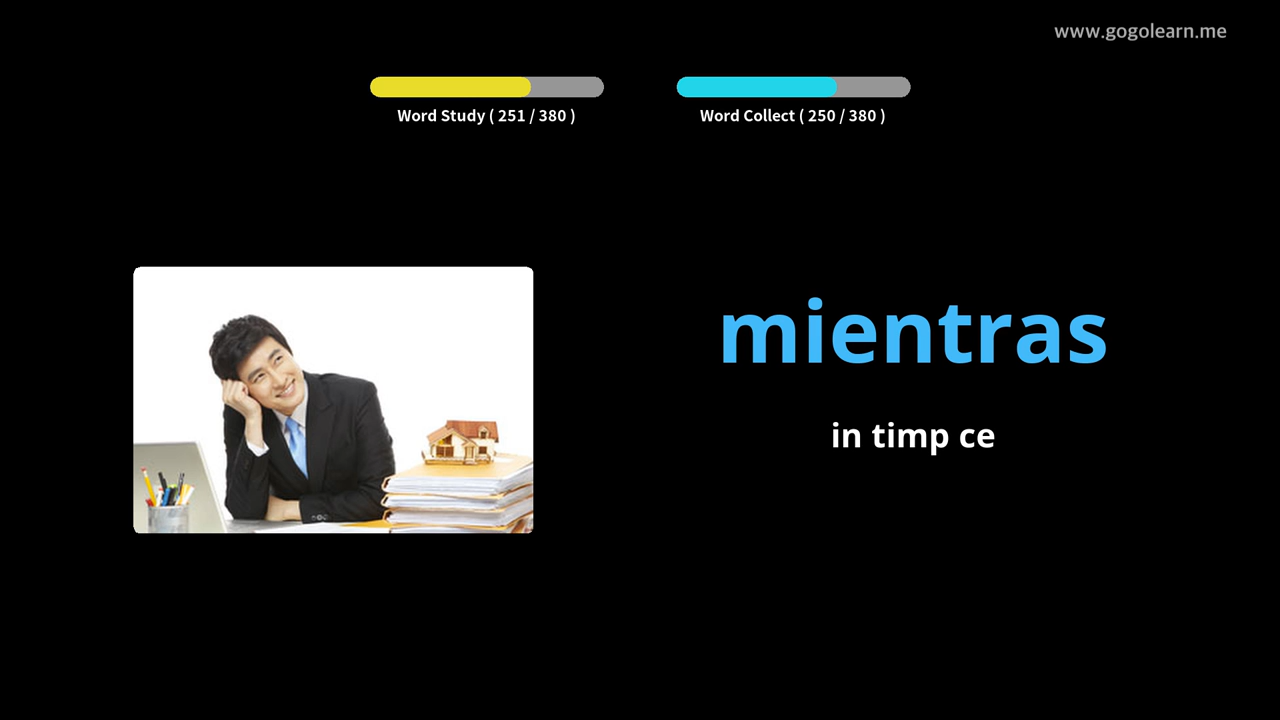 www.gogolearn.me
Word Study ( 251 / 380 )
Word Collect ( 250 / 380 )
mientras
in timp ce